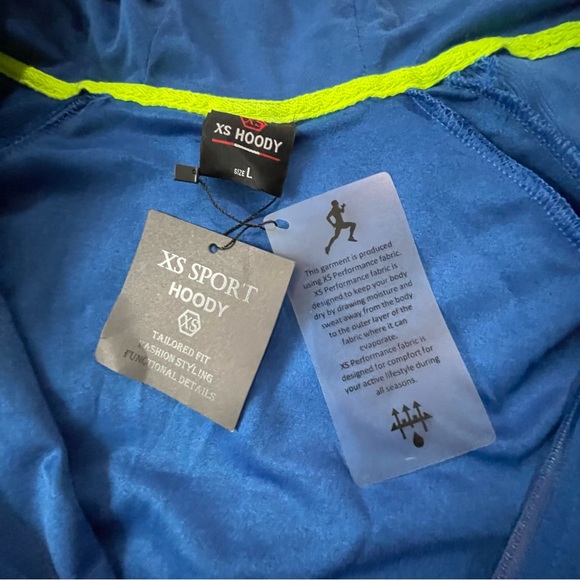 XS
XS HOODY
SIZE L
XS SPORT
HOODY
XS
TAILORED FIT
FASHION STYLING
FUNCTIONAL DETAILS
This garment is produced
using XS Performance fabric.
XS Performance fabric is
designed to keep your body
dry by drawing moisture and
sweat away from the body
to the outer layer of the
fabric where it can
evaporate.
XS Performance fabric is
designed for comfort for
your active lifestyle during
all seasons.